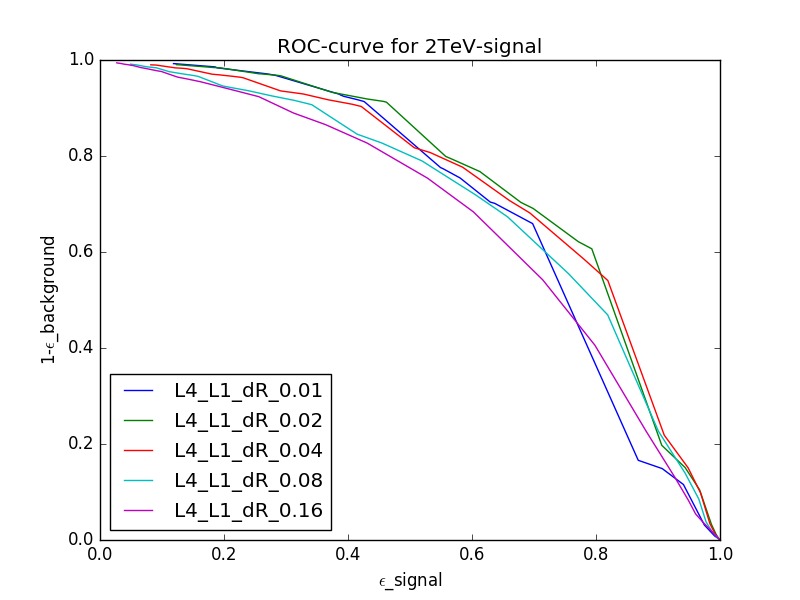 ROC-curve for 2TeV-signal
1.0
0.8
0.6
0.4
0.2
0.0
1-ϵ_background
L4_L1_dR_0.01
L4_L1_dR_0.02
L4_L1_dR_0.04
L4_L1_dR_0.08
L4_L1_dR_0.16
0.0 0.2 0.4 0.6 0.8 1.0
ϵ_signal